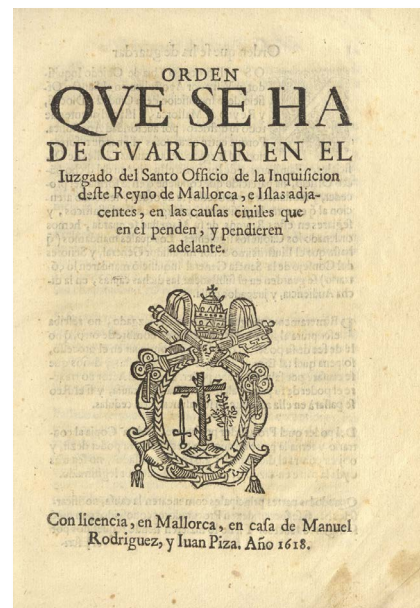 ORDEN
QVE SE HA
DE GVARDAR EN EL
Iuzgado del Santo Officio de la Inquisicion
deste Reyno de Mallorca, e Islas adja-
centes, en las causas ciuiles que
en el penden, y pendieren
adelante.
Con licencia, en Mallorca, en casa de Manuel
Rodriguez, y Iuan Piza. Año 1618.